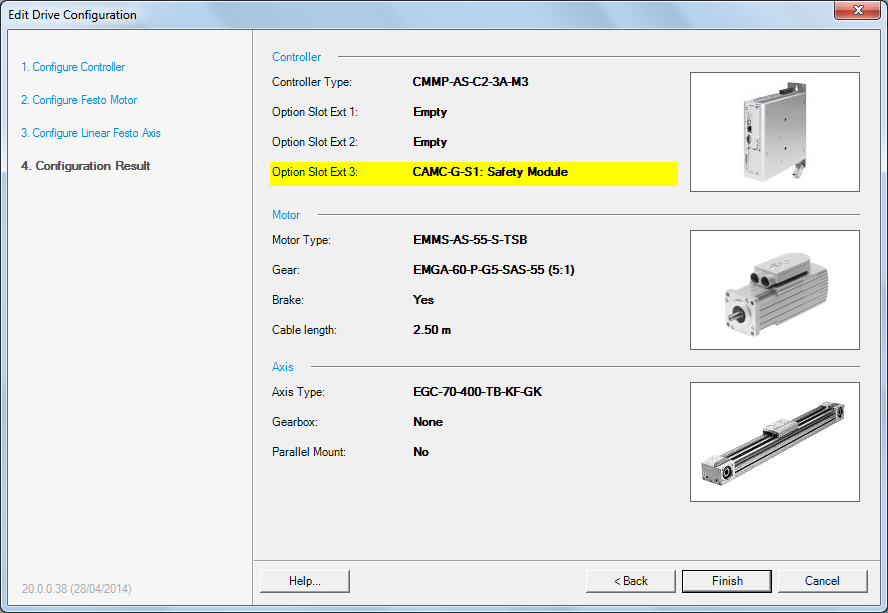 Edit Drive Configuration
1. Configure Controller
2. Configure Festo Motor
3. Configure Linear Festo Axis
4. Configuration Result
Controller
Controller Type: CMMP-AS-C2-3A-M3
Option Slot Ext 1: Empty
Option Slot Ext 2: Empty
Option Slot Ext 3: CAMC-G-S1: Safety Module
Motor
Motor Type: EMMS-AS-55-S-TSB
Gear: EMGA-60-P-G5-SAS-55 (5:1)
Brake: Yes
Cable length: 2.50 m
Axis
Axis Type: EGC-70-400-TB-KF-GK
Gearbox: None
Parallel Mount: No
20.0.0.38 (28/04/2014)
Help... < Back Finish Cancel